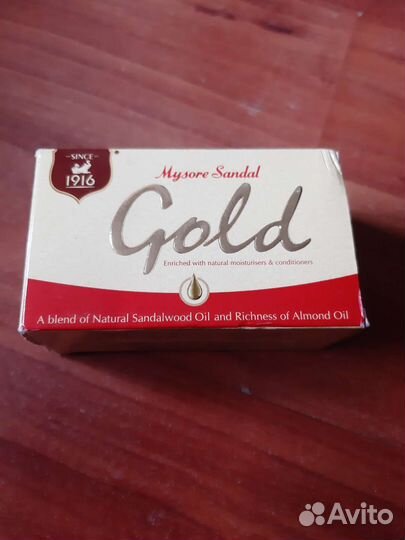 -SINCE-
1916
Mysore Sandal
Gold
Enriched with natural moisturisers & conditioners
A blend of Natural Sandalwood Oil and Richness of Almond Oil
Avito